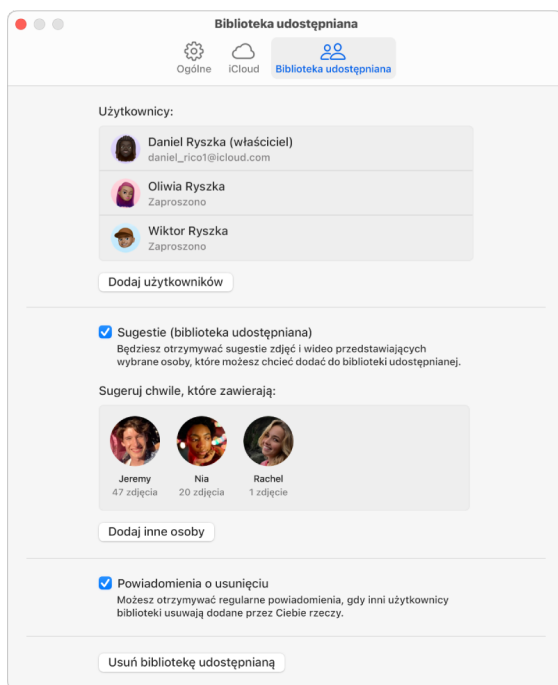 Biblioteka udostępniana
Ogólne
iCloud
Biblioteka udostępniana
Użytkownicy:
Daniel Ryszka (właściciel)
daniel_rico1@icloud.com
Oliwia Ryszka
Zaproszono
Wiktor Ryszka
Zaproszono
Dodaj użytkowników
Sugestie (biblioteka udostępniana)
Będziesz otrzymywać sugestie zdjęć i wideo przedstawiających
wybrane osoby, które możesz chcieć dodać do biblioteki udostępnianej.
Sugeruj chwile, które zawierają:
Jeremy
47 zdjęcia
Nia
20 zdjęcia
Rachel
1 zdjęcie
Dodaj inne osoby
Powiadomienia o usunięciu
Możesz otrzymywać regularne powiadomienia, gdy inni użytkownicy
biblioteki usuwają dodane przez Ciebie rzeczy.
Usuń bibliotekę udostępnianą